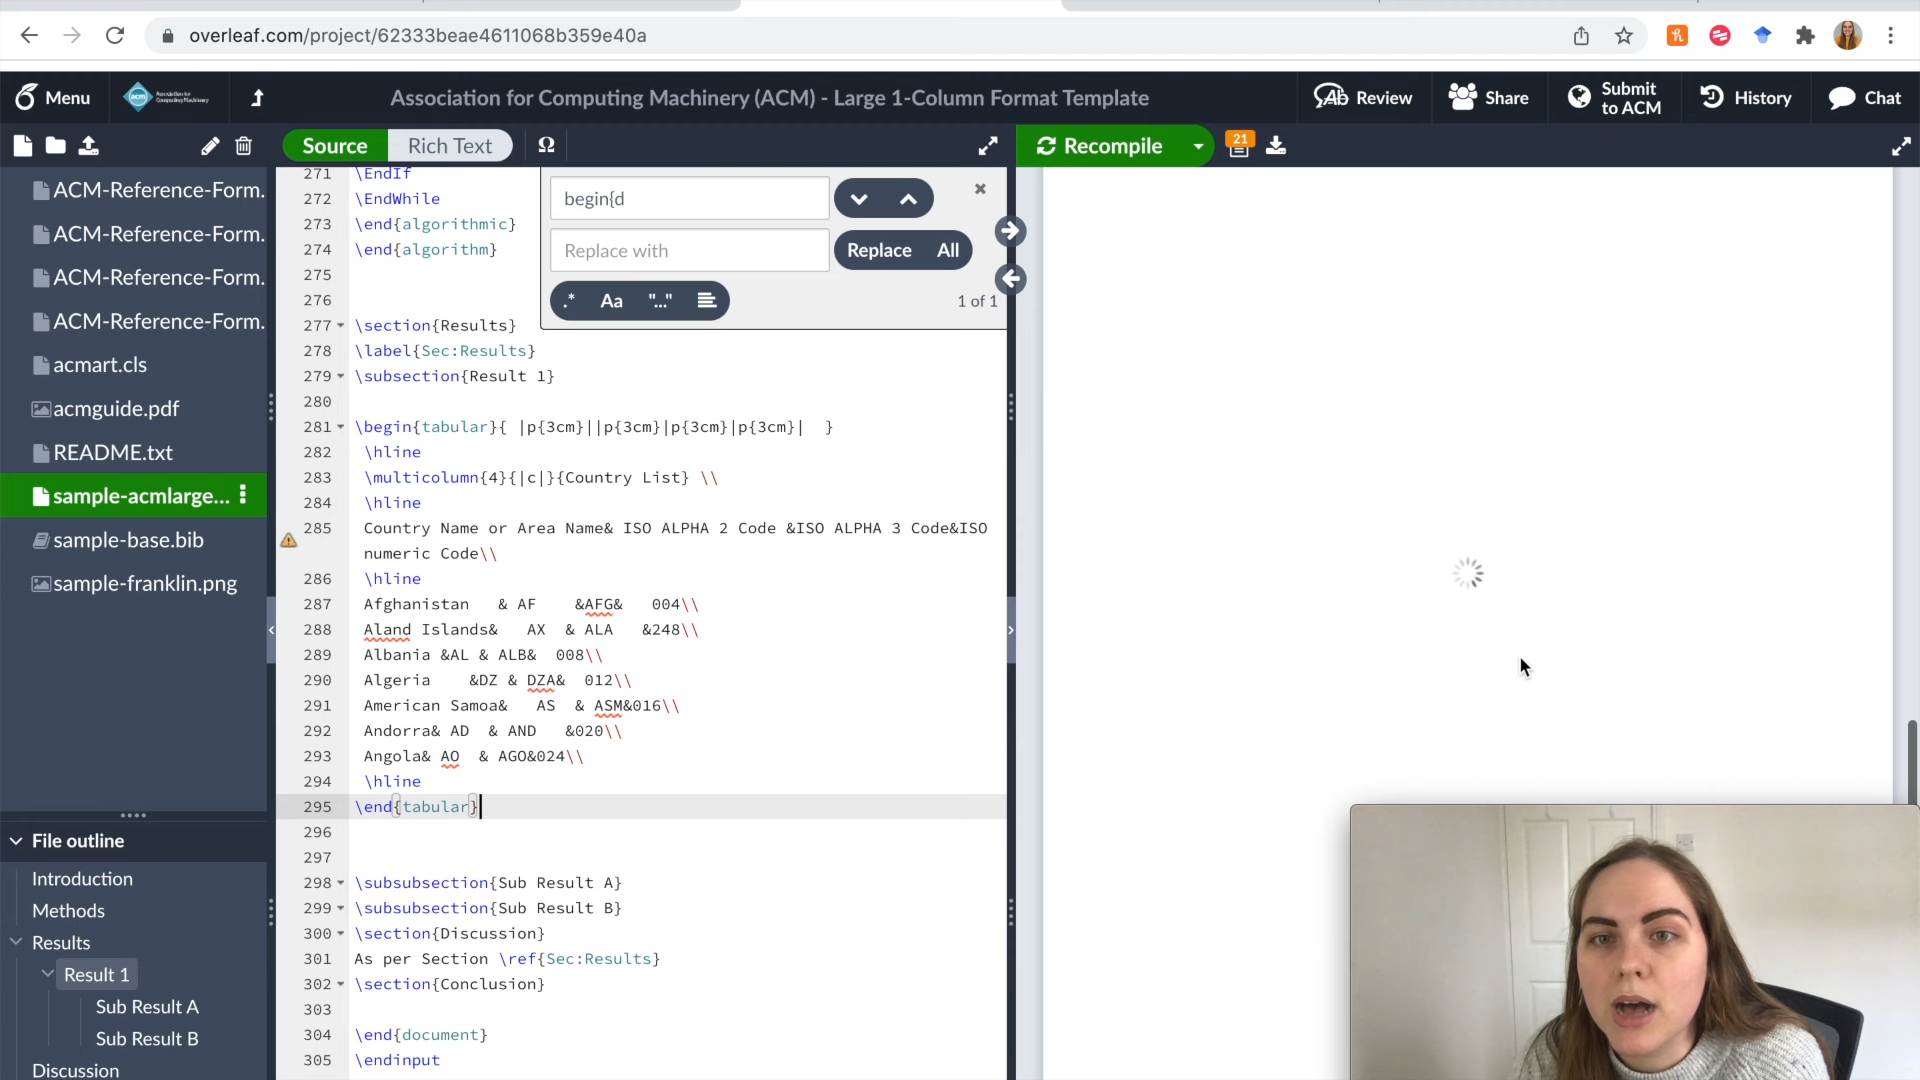 overleaf.com/project/62333beae4611068b359e40a
Menu
acm Association for
Computing Machinery
Association for Computing Machinery (ACM) - Large 1-Column Format Template
Review
Share
Submit
to ACM
History
Chat
Source
Rich Text
Ω
Recompile
21
ACM-Reference-Form.
ACM-Reference-Form.
ACM-Reference-Form.
ACM-Reference-Form.
acmart.cls
acmguide.pdf
README.txt
sample-acmlarge...
sample-base.bib
sample-franklin.png
File outline
Introduction
Methods
Results
Result 1
Sub Result A
Sub Result B
Discussion
begin{d
Replace with
Replace
All
.* Aa "..."
1 of 1
271 \EndIf
272 \EndWhile
273 \end{algorithmic}
274 \end{algorithm}
275
276
277 \section{Results}
278 \label{Sec:Results}
279 \subsection{Result 1}
280
281 \begin{tabular}{ |p{3cm}||p{3cm}|p{3cm}|p{3cm}|  }
282 \hline
283 \multicolumn{4}{|c|}{Country List} \\
284 \hline
285 Country Name or Area Name& ISO ALPHA 2 Code &ISO ALPHA 3 Code&ISO
numeric Code\\
286 \hline
287 Afghanistan   & AF    &AFG&   004\\
288 Aland Islands&   AX  & ALA   &248\\
289 Albania &AL & ALB&  008\\
290 Algeria    &DZ & DZA&  012\\
291 American Samoa&   AS  & ASM&016\\
292 Andorra& AD  & AND   &020\\
293 Angola& AO  & AGO&024\\
294 \hline
295 \end{tabular}
296
297
298 \subsubsection{Sub Result A}
299 \subsubsection{Sub Result B}
300 \section{Discussion}
301 As per Section \ref{Sec:Results}
302 \section{Conclusion}
303
304 \end{document}
305 \endinput